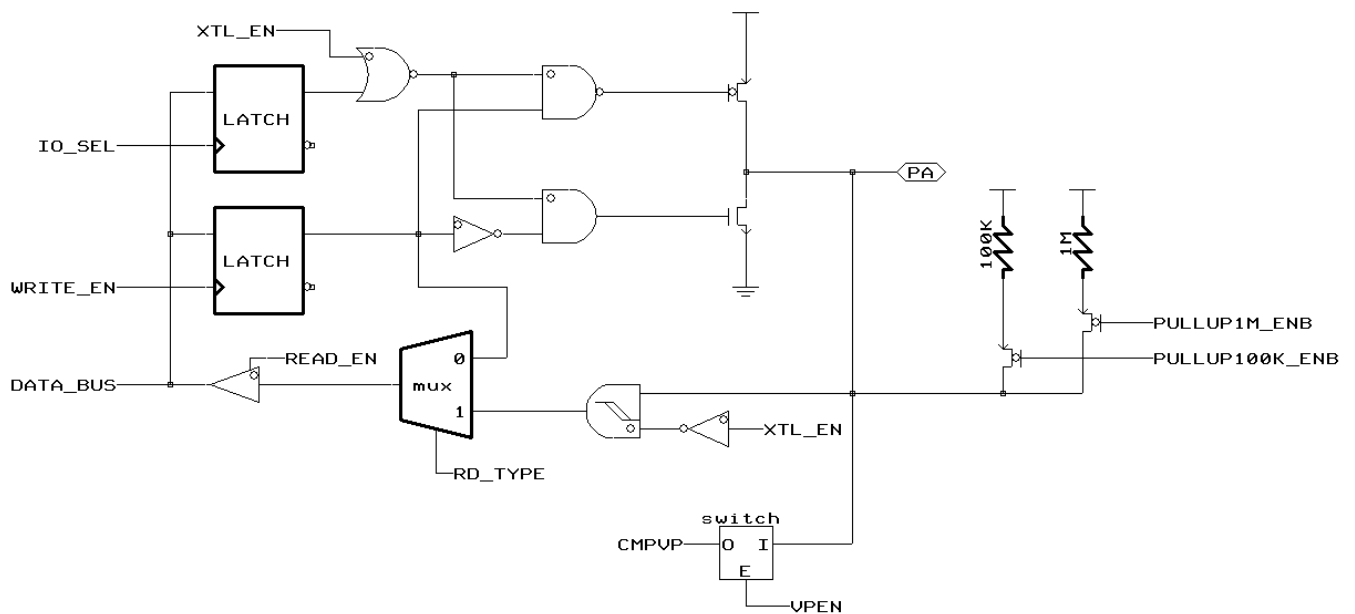 XTL_EN
LATCH
IO_SEL
PA
100K
1M
LATCH
WRITE_EN
PULLUP1M_ENB
READ_EN
0
PULLUP100K_ENB
DATA_BUS
mux
1
XTL_EN
RD_TYPE
switch
CMPVP
O I
E
VPEN